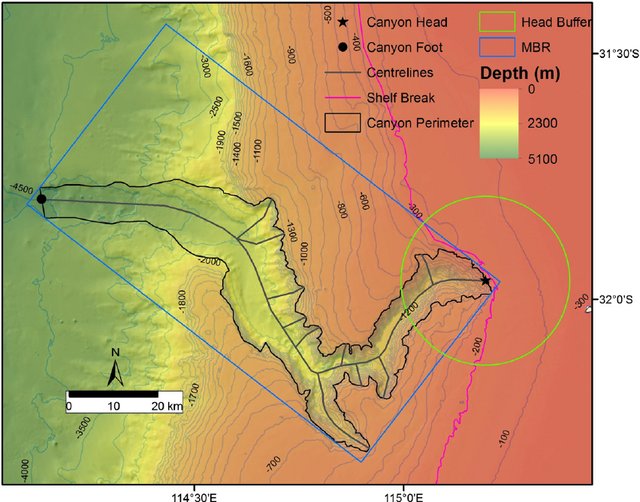 Canyon Head
Canyon Foot
Centrelines
Shelf Break
Canyon Perimeter
Head Buffer
MBR
Depth (m)
0
2300
5100
31°30'S
32°0'S
114°30'E
115°0'E
N
0 10 20 km
-500
-400
-900
-1600
-3000
-2500
-1500
-1900
-1400
-1100
-4500
-300
-600
-800
-1300
-1000
-2000
-1800
-1200
-300
-200
-1700
-3500
-4000
-700
-100